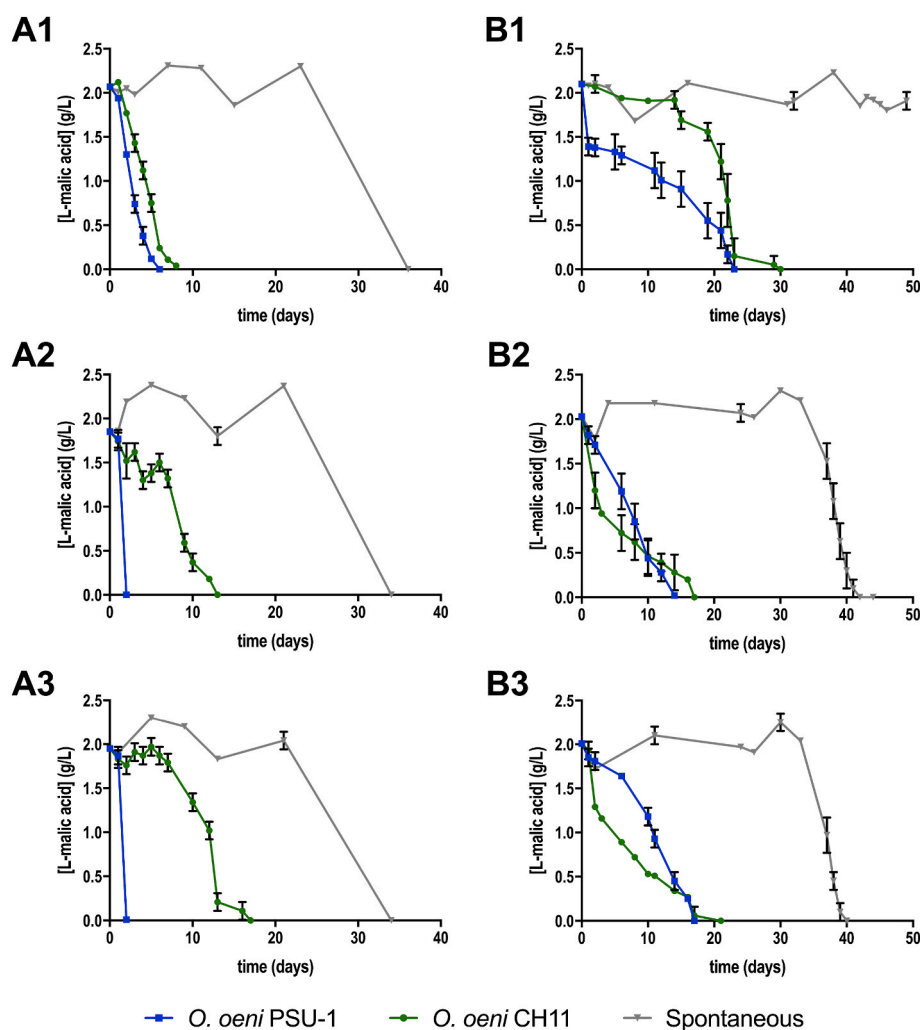 A1
B1
2.5
2.0
1.5
1.0
0.5
0.0
[L-malic acid] (g/L)
0 10 20 30 40
time (days)
2.5
2.0
1.5
1.0
0.5
0.0
[L-malic acid] (g/L)
0 10 20 30 40 50
time (days)
A2
B2
2.5
2.0
1.5
1.0
0.5
0.0
[L-malic acid] (g/L)
0 10 20 30 40
time (days)
2.5
2.0
1.5
1.0
0.5
0.0
[L-malic acid] (g/L)
0 10 20 30 40 50
time (days)
A3
B3
2.5
2.0
1.5
1.0
0.5
0.0
[L-malic acid] (g/L)
0 10 20 30 40
time (days)
2.5
2.0
1.5
1.0
0.5
0.0
[L-malic acid] (g/L)
0 10 20 30 40 50
time (days)
O. oeni PSU-1 O. oeni CH11 Spontaneous